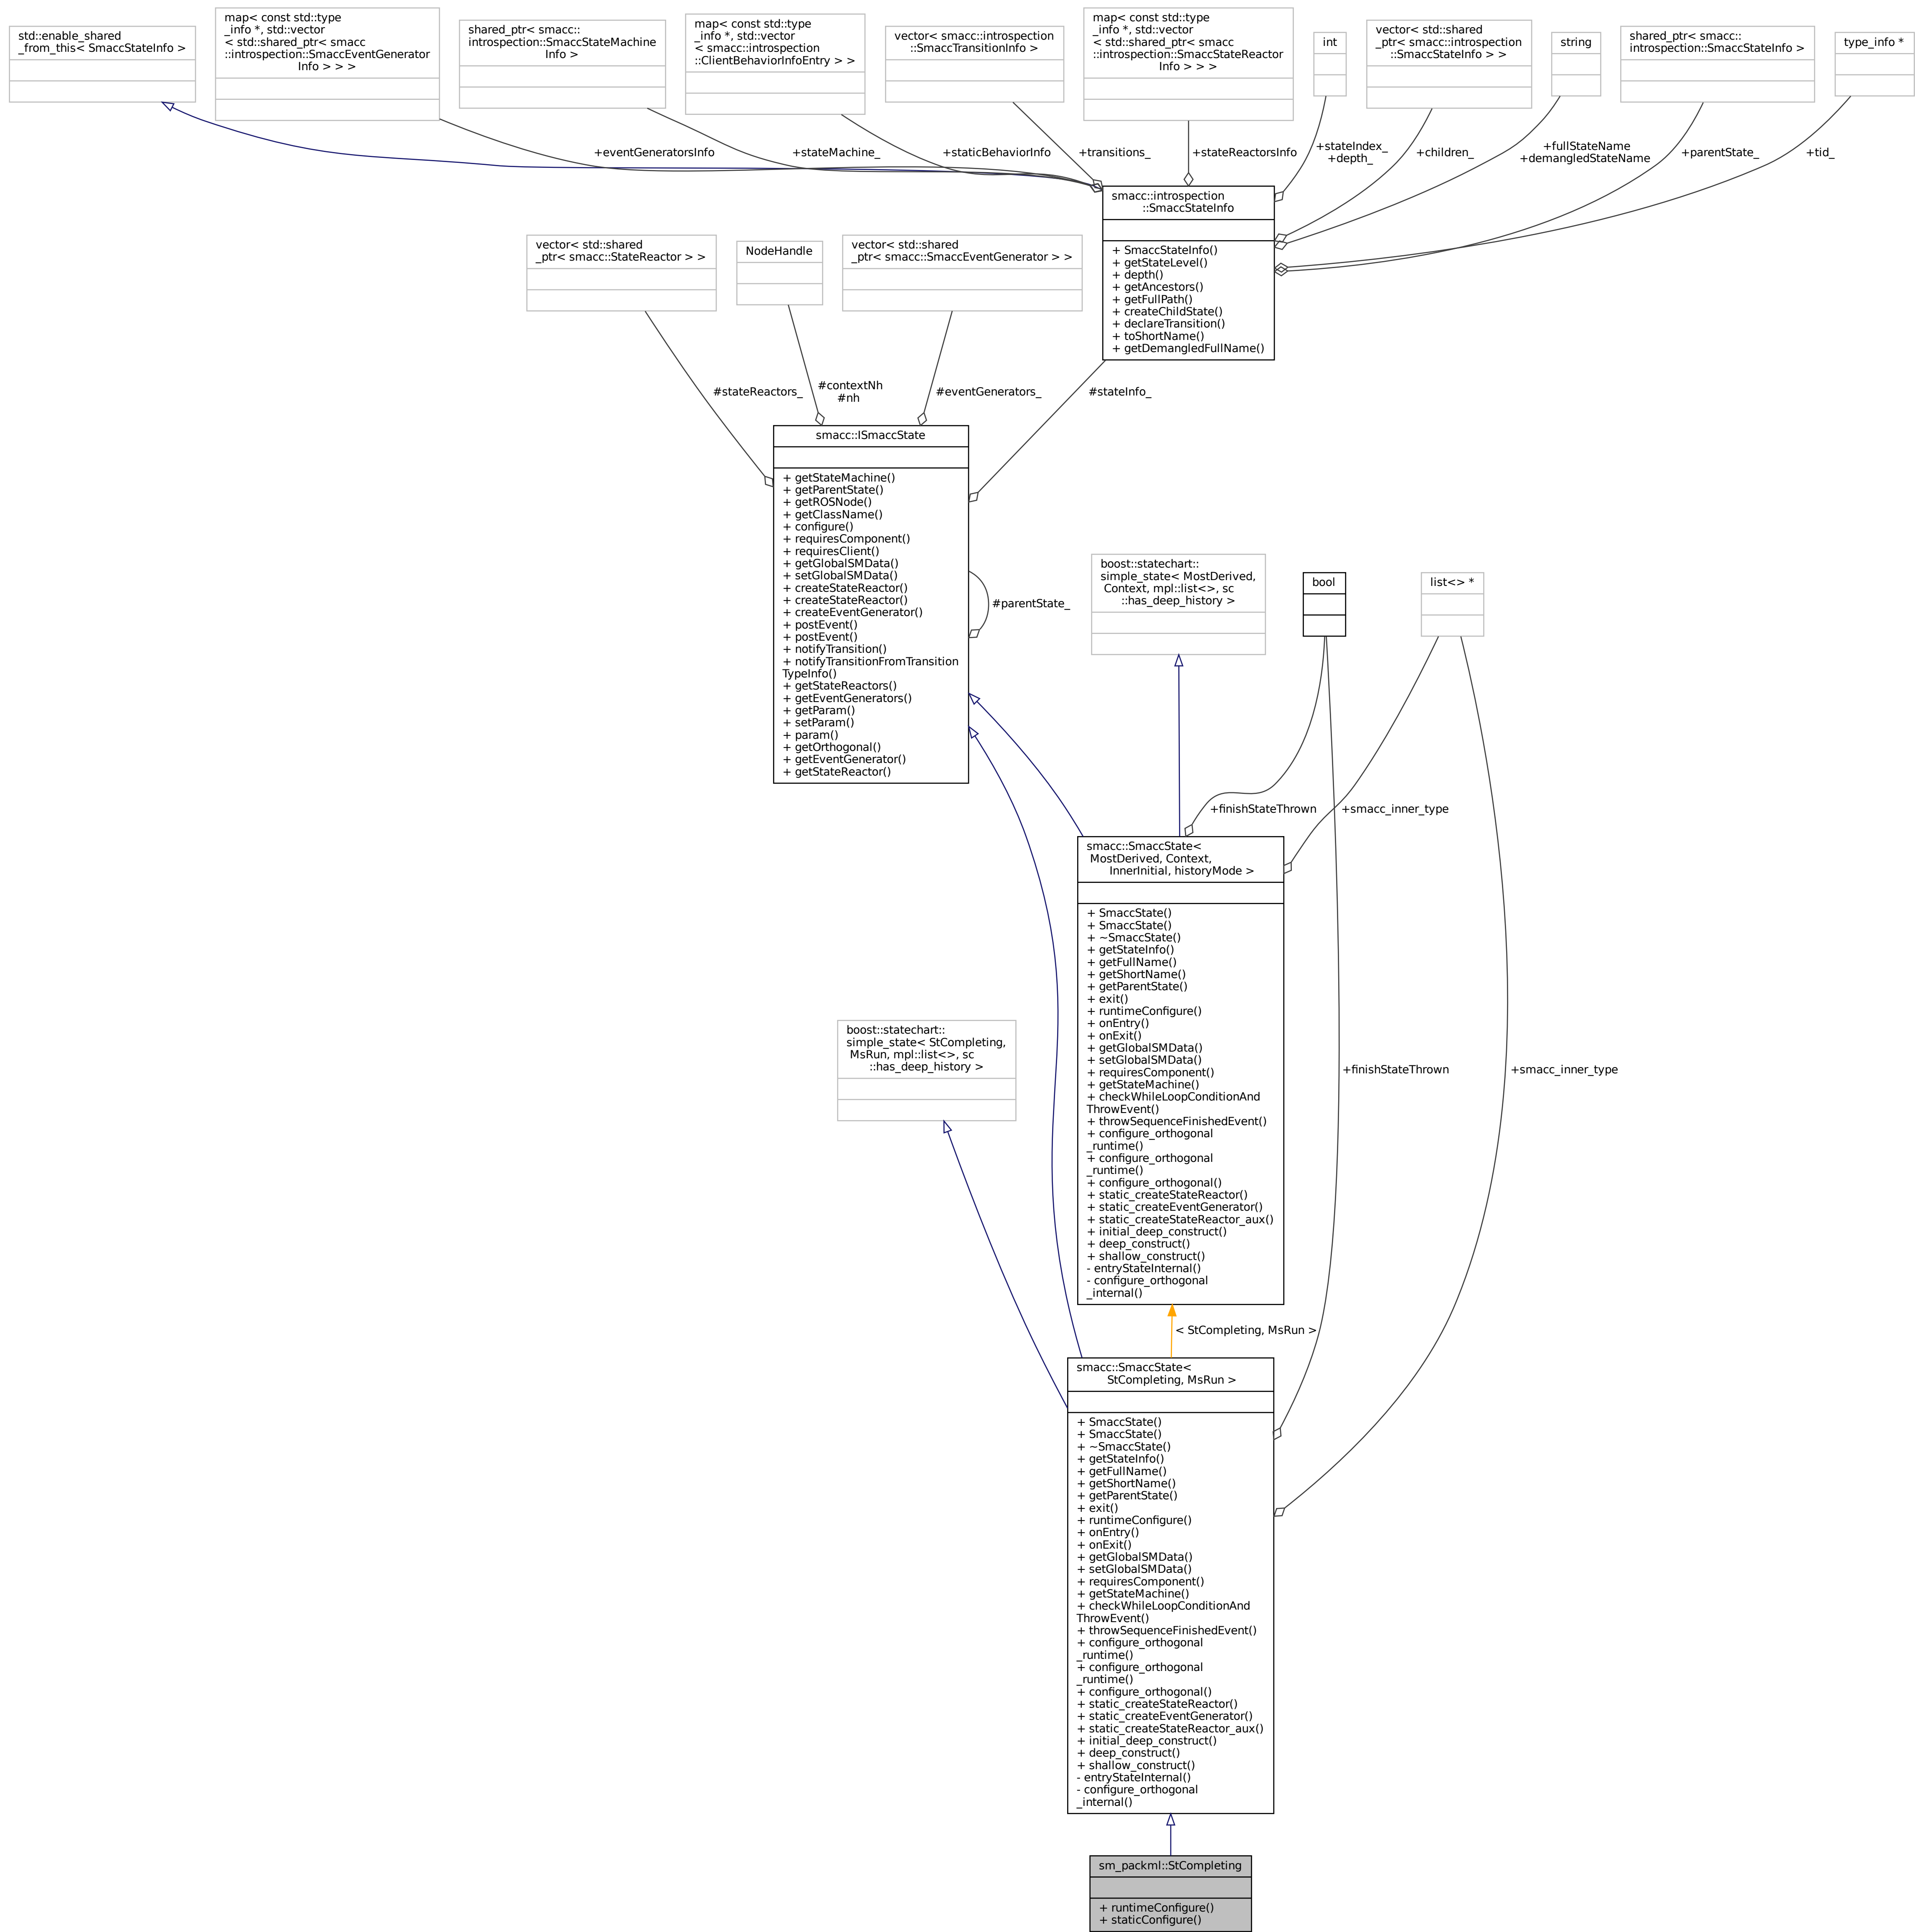 std::enable_shared
_from_this< SmaccStateInfo >
map< const std::type
_info *, std::vector
< std::shared_ptr< smacc
::introspection::SmaccEventGenerator
Info > > >
shared_ptr< smacc::
introspection::SmaccStateMachine
Info >
map< const std::type
_info *, std::vector
< smacc::introspection
::ClientBehaviorInfoEntry > >
vector< smacc::introspection
::SmaccTransitionInfo >
map< const std::type
_info *, std::vector
< std::shared_ptr< smacc
::introspection::SmaccStateReactor
Info > > >
int
vector< std::shared
_ptr< smacc::introspection
::SmaccStateInfo > >
string
shared_ptr< smacc::
introspection::SmaccStateInfo >
type_info *
+eventGeneratorsInfo
+stateMachine_
+staticBehaviorInfo
+transitions_
+stateReactorsInfo
+stateIndex_
+depth_
+children_
+fullStateName
+demangledStateName
+parentState_
+tid_
smacc::introspection
::SmaccStateInfo
+ SmaccStateInfo()
+ getStateLevel()
+ depth()
+ getAncestors()
+ getFullPath()
+ createChildState()
+ declareTransition()
+ toShortName()
+ getDemangledFullName()
vector< std::shared
_ptr< smacc::StateReactor > >
NodeHandle
vector< std::shared
_ptr< smacc::SmaccEventGenerator > >
#stateReactors_
#contextNh
#nh
#eventGenerators_
#stateInfo_
smacc::ISmaccState
+ getStateMachine()
+ getParentState()
+ getROSNode()
+ getClassName()
+ configure()
+ requiresComponent()
+ requiresClient()
+ getGlobalSMData()
+ setGlobalSMData()
+ createStateReactor()
+ createStateReactor()
+ createEventGenerator()
+ postEvent()
+ postEvent()
+ notifyTransition()
+ notifyTransitionFromTransition
TypeInfo()
+ getStateReactors()
+ getEventGenerators()
+ getParam()
+ setParam()
+ param()
+ getOrthogonal()
+ getEventGenerator()
+ getStateReactor()
#parentState_
boost::statechart::
simple_state< MostDerived,
Context, mpl::list<>, sc
::has_deep_history >
bool
list<> *
+finishStateThrown
+smacc_inner_type
smacc::SmaccState<
MostDerived, Context,
InnerInitial, historyMode >
+ SmaccState()
+ SmaccState()
+ ~SmaccState()
+ getStateInfo()
+ getFullName()
+ getShortName()
+ getParentState()
+ exit()
+ runtimeConfigure()
+ onEntry()
+ onExit()
+ getGlobalSMData()
+ setGlobalSMData()
+ requiresComponent()
+ getStateMachine()
+ checkWhileLoopConditionAnd
ThrowEvent()
+ throwSequenceFinishedEvent()
+ configure_orthogonal
_runtime()
+ configure_orthogonal
_runtime()
+ configure_orthogonal()
+ static_createStateReactor()
+ static_createEventGenerator()
+ static_createStateReactor_aux()
+ initial_deep_construct()
+ deep_construct()
+ shallow_construct()
- entryStateInternal()
- configure_orthogonal
_internal()
boost::statechart::
simple_state< StCompleting,
MsRun, mpl::list<>, sc
::has_deep_history >
+finishStateThrown
+smacc_inner_type
< StCompleting, MsRun >
smacc::SmaccState<
StCompleting, MsRun >
+ SmaccState()
+ SmaccState()
+ ~SmaccState()
+ getStateInfo()
+ getFullName()
+ getShortName()
+ getParentState()
+ exit()
+ runtimeConfigure()
+ onEntry()
+ onExit()
+ getGlobalSMData()
+ setGlobalSMData()
+ requiresComponent()
+ getStateMachine()
+ checkWhileLoopConditionAnd
ThrowEvent()
+ throwSequenceFinishedEvent()
+ configure_orthogonal
_runtime()
+ configure_orthogonal
_runtime()
+ configure_orthogonal()
+ static_createStateReactor()
+ static_createEventGenerator()
+ static_createStateReactor_aux()
+ initial_deep_construct()
+ deep_construct()
+ shallow_construct()
- entryStateInternal()
- configure_orthogonal
_internal()
sm_packml::StCompleting
+ runtimeConfigure()
+ staticConfigure()